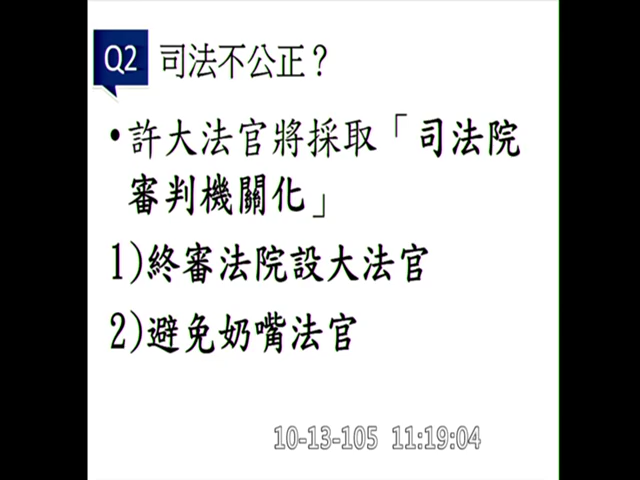 Q2 司法不公正？
•許大法官將採取「司法院
審判機關化」
1)終審法院設大法官
2)避免奶嘴法官
10-13-105 11:19:04